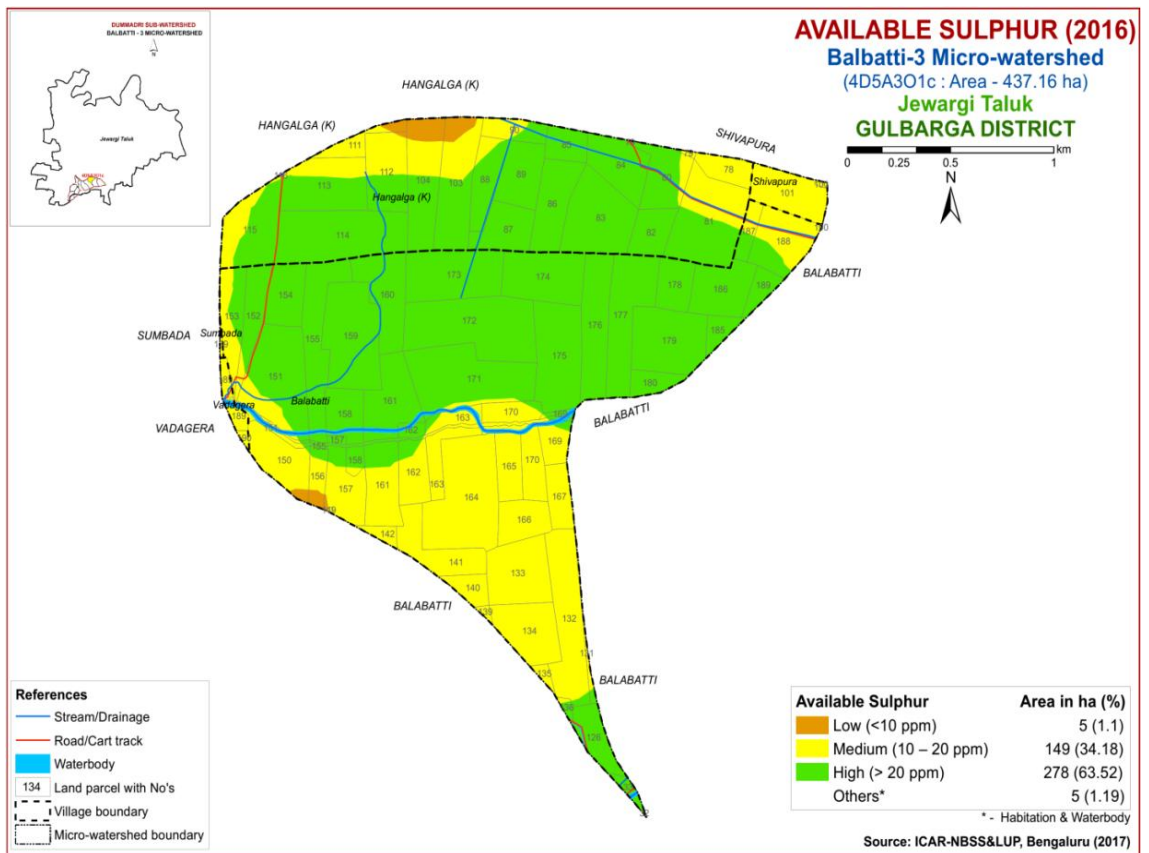 DUMMADRI SUB-WATERSHED
BALBATTI - 3 MICRO-WATERSHED
N
Jewargi Taluk
AVAILABLE SULPHUR (2016)
Balbatti-3 Micro-watershed
(4D5A3O1c : Area - 437.16 ha)
Jewargi Taluk
GULBARGA DISTRICT
km
0 0.25 0.5 1
N
HANGALGA (K)
HANGALGA (K)
SHIVAPURA
111
112
113
104
103
88
89
84
78
Shivapura
101
Hangalga (K)
115
114
87
86
83
82
81
187
188
BALABATTI
173
174
178
186
189
154
160
153
152
155
159
172
176
177
179
185
SUMBADA
Sumbada
151
171
175
180
Vadagera
Balabatti
161
158
163
170
BALABATTI
VADAGERA
189
162
157
155
158
169
150
156
157
161
162
163
165
170
164
167
166
142
141
133
140
139
BALABATTI
134
132
131
135
BALABATTI
126
References
Stream/Drainage
Road/Cart track
Waterbody
134 Land parcel with No's
Village boundary
Micro-watershed boundary
Available Sulphur Area in ha (%)
Low (<10 ppm) 5 (1.1)
Medium (10 – 20 ppm) 149 (34.18)
High (> 20 ppm) 278 (63.52)
Others* 5 (1.19)
* - Habitation & Waterbody
Source: ICAR-NBSS&LUP, Bengaluru (2017)